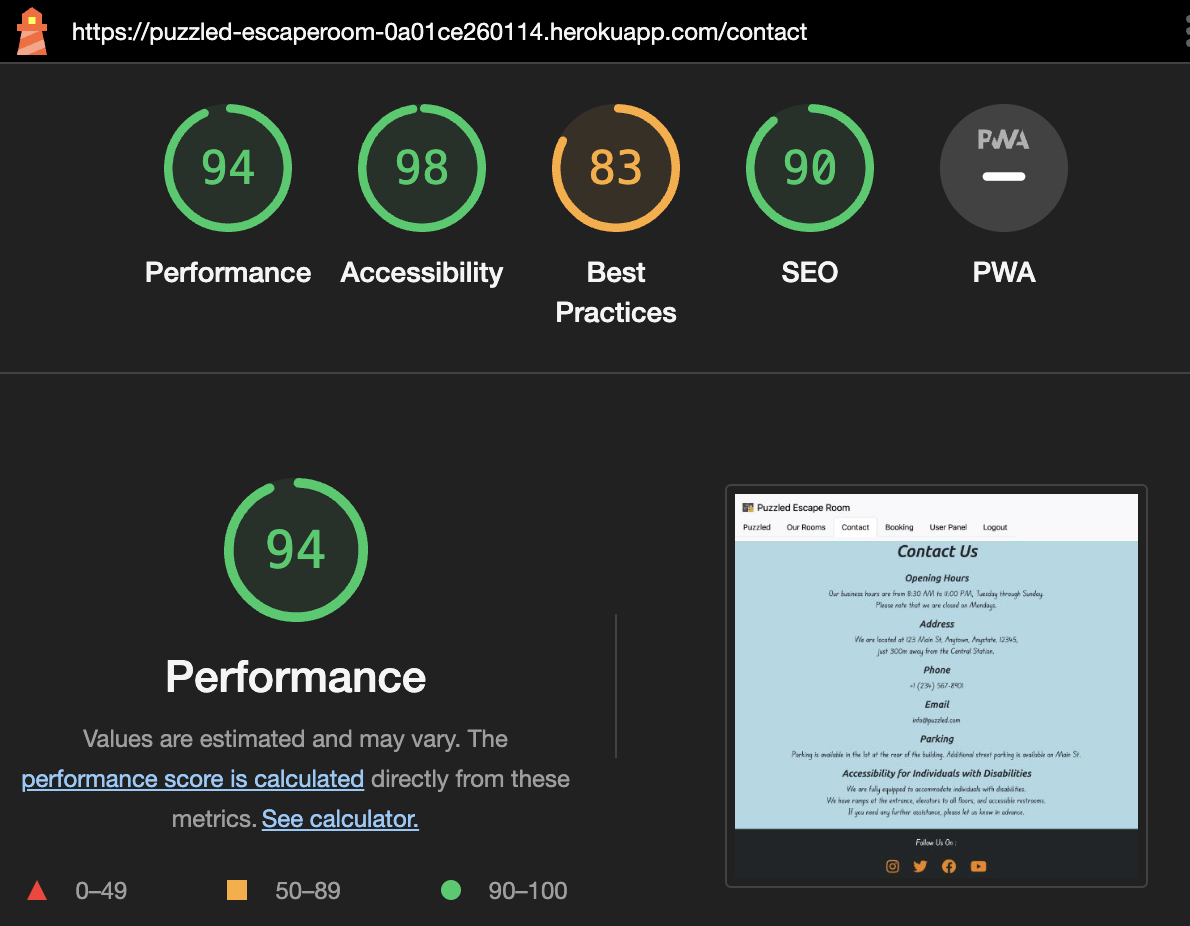 https://puzzled-escaperoom-0a01ce260114.herokuapp.com/contact
94
98
83
90
PWA
Performance
Accessibility
Best
Practices
SEO
PWA
94
Performance
Values are estimated and may vary. The
performance score is calculated directly from these
metrics. See calculator.
0–49
50–89
90–100
Puzzled Escape Room
Puzzled
Our Rooms
Contact
Booking
User Panel
Logout
Contact Us
Opening Hours
Our business hours are from 8:30 AM to 11:00 PM, Tuesday through Sunday.
Please note that we are closed on Mondays.
Address
We are located at 123 Main St, Anytown, Anystate, 12345,
just 300m away from the Central Station.
Phone
+1 (234) 567-8901
Email
info@puzzled.com
Parking
Parking is available in the lot at the rear of the building. Additional street parking is available on Main St.
Accessibility for Individuals with Disabilities
We are fully equipped to accommodate individuals with disabilities.
We have ramps at the entrance, elevators to all floors, and accessible restrooms.
If you need any further assistance, please let us know in advance.
Follow Us On :